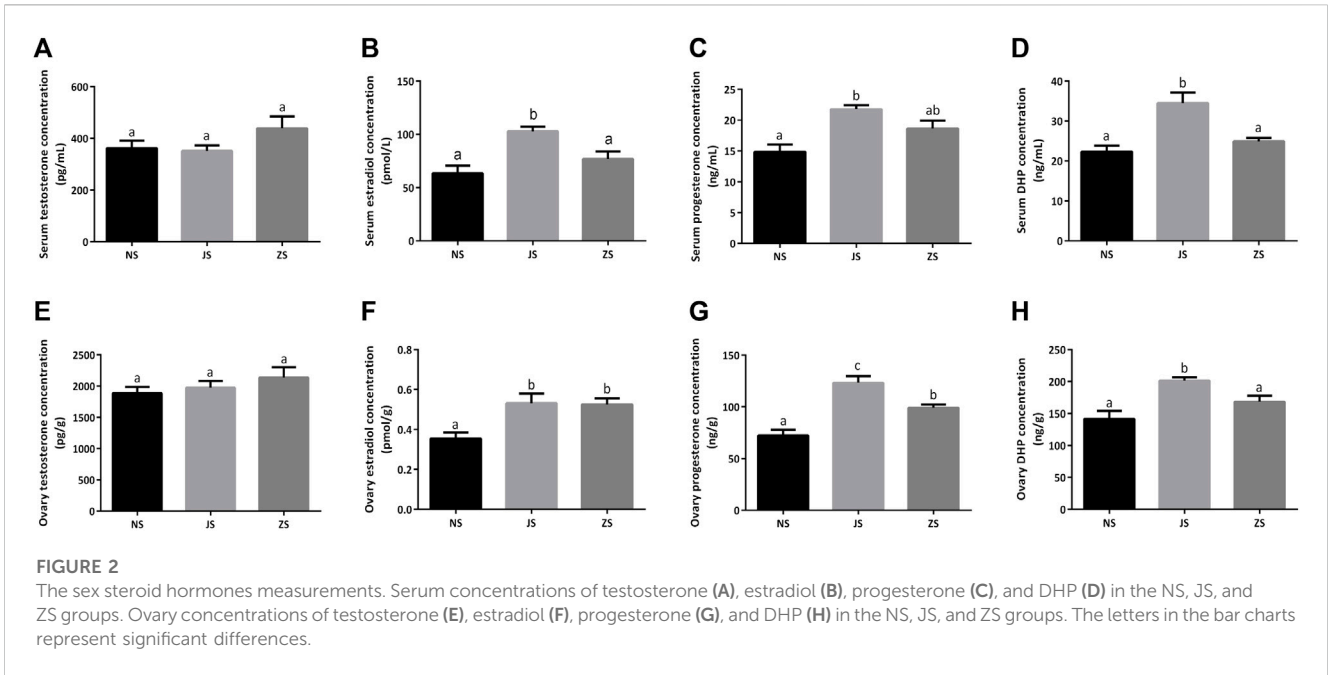 A
Serum testosterone concentration
(pg/mL)
600
400
200
0
a
a
a
NS
JS
ZS
B
Serum estradiol concentration
(pmol/L)
150
100
50
0
a
b
a
NS
JS
ZS
C
Serum progesterone concentration
(ng/mL)
25
20
15
10
5
0
a
b
ab
NS
JS
ZS
D
Serum DHP concentration
(ng/mL)
40
30
20
10
0
a
b
a
NS
JS
ZS
E
Ovary testosterone concentration
(pg/g)
2500
2000
1500
1000
500
0
a
a
a
NS
JS
ZS
F
Ovary estradiol concentration
(pmol/g)
0.8
0.6
0.4
0.2
0.0
a
b
b
NS
JS
ZS
G
Ovary progesterone concentration
(ng/g)
150
100
50
0
a
c
b
NS
JS
ZS
H
Ovary DHP concentration
(ng/g)
250
200
150
100
50
0
a
b
a
NS
JS
ZS
FIGURE 2
The sex steroid hormones measurements. Serum concentrations of testosterone (A), estradiol (B), progesterone (C), and DHP (D) in the NS, JS, and
ZS groups. Ovary concentrations of testosterone (E), estradiol (F), progesterone (G), and DHP (H) in the NS, JS, and ZS groups. The letters in the bar charts
represent significant differences.